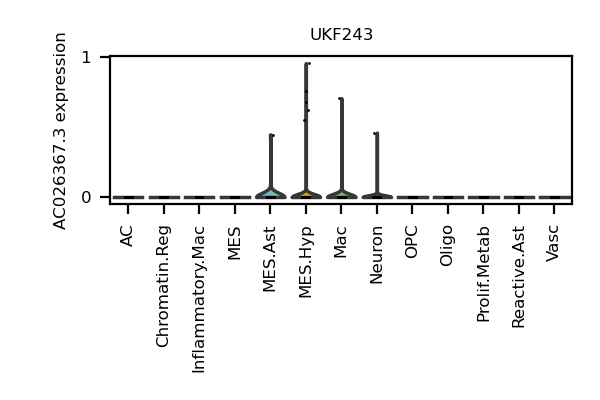 UKF243
AC026367.3 expression
1
0
AC
Chromatin.Reg
Inflammatory.Mac
MES
MES.Ast
MES.Hyp
Mac
Neuron
OPC
Oligo
Prolif.Metab
Reactive.Ast
Vasc